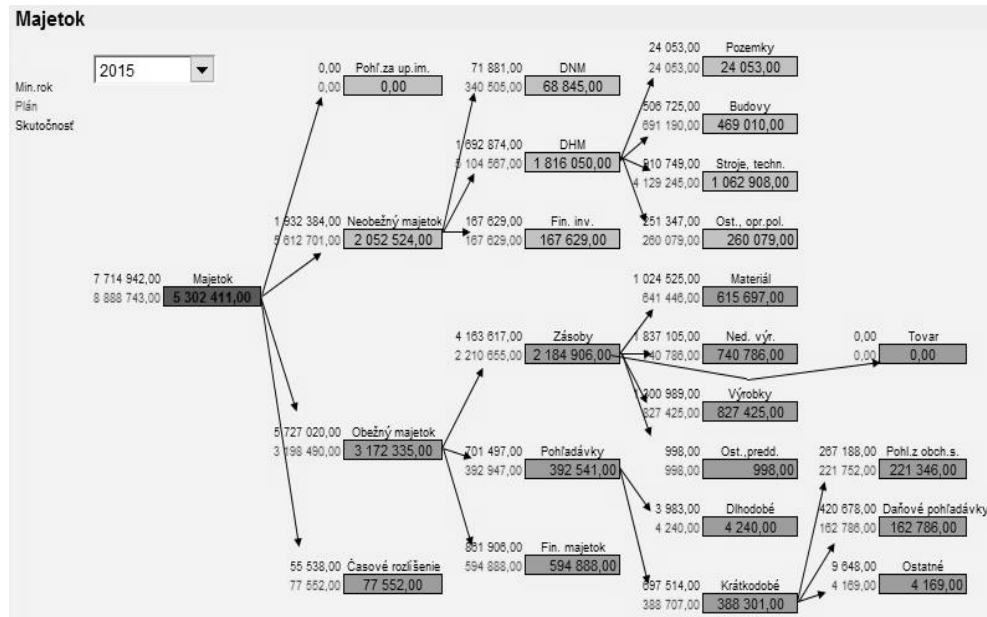 Majetok
2015
Min.rok
Plán
Skutočnosť
0,00 Pohľ.za up.im.
0,00 0,00
71 881,00 DNM
340 505,00 68 845,00
24 053,00 Pozemky
24 053,00 24 053,00
506 725,00 Budovy
691 190,00 469 010,00
1 692 874,00 DHM
5 104 567,00 1 816 050,00
910 749,00 Stroje, techn.
4 129 245,00 1 062 908,00
1 932 384,00 Neobežný majetok
5 612 701,00 2 052 524,00
167 629,00 Fin. inv.
167 629,00 167 629,00
251 347,00 Ost., opr.pol.
260 079,00 260 079,00
7 714 942,00 Majetok
8 888 743,00 5 302 411,00
1 024 525,00 Materiál
641 446,00 615 697,00
4 163 617,00 Zásoby
2 210 655,00 2 184 906,00
1 837 105,00 Ned. výr.
740 786,00 740 786,00
0,00 Tovar
0,00 0,00
1 300 989,00 Výrobky
827 425,00 827 425,00
5 727 020,00 Obežný majetok
3 198 490,00 3 172 335,00
701 497,00 Pohľadávky
392 947,00 392 541,00
998,00 Ost.,predd.
998,00 998,00
267 188,00 Pohl.z obch.s.
221 752,00 221 346,00
3 983,00 Dlhodobé
4 240,00 4 240,00
420 678,00 Daňové pohľadávky
162 786,00 162 786,00
55 538,00 Časové rozlíšenie
77 552,00 77 552,00
861 906,00 Fin. majetok
594 888,00 594 888,00
697 514,00 Krátkodobé
388 707,00 388 301,00
9 648,00 Ostatné
4 169,00 4 169,00